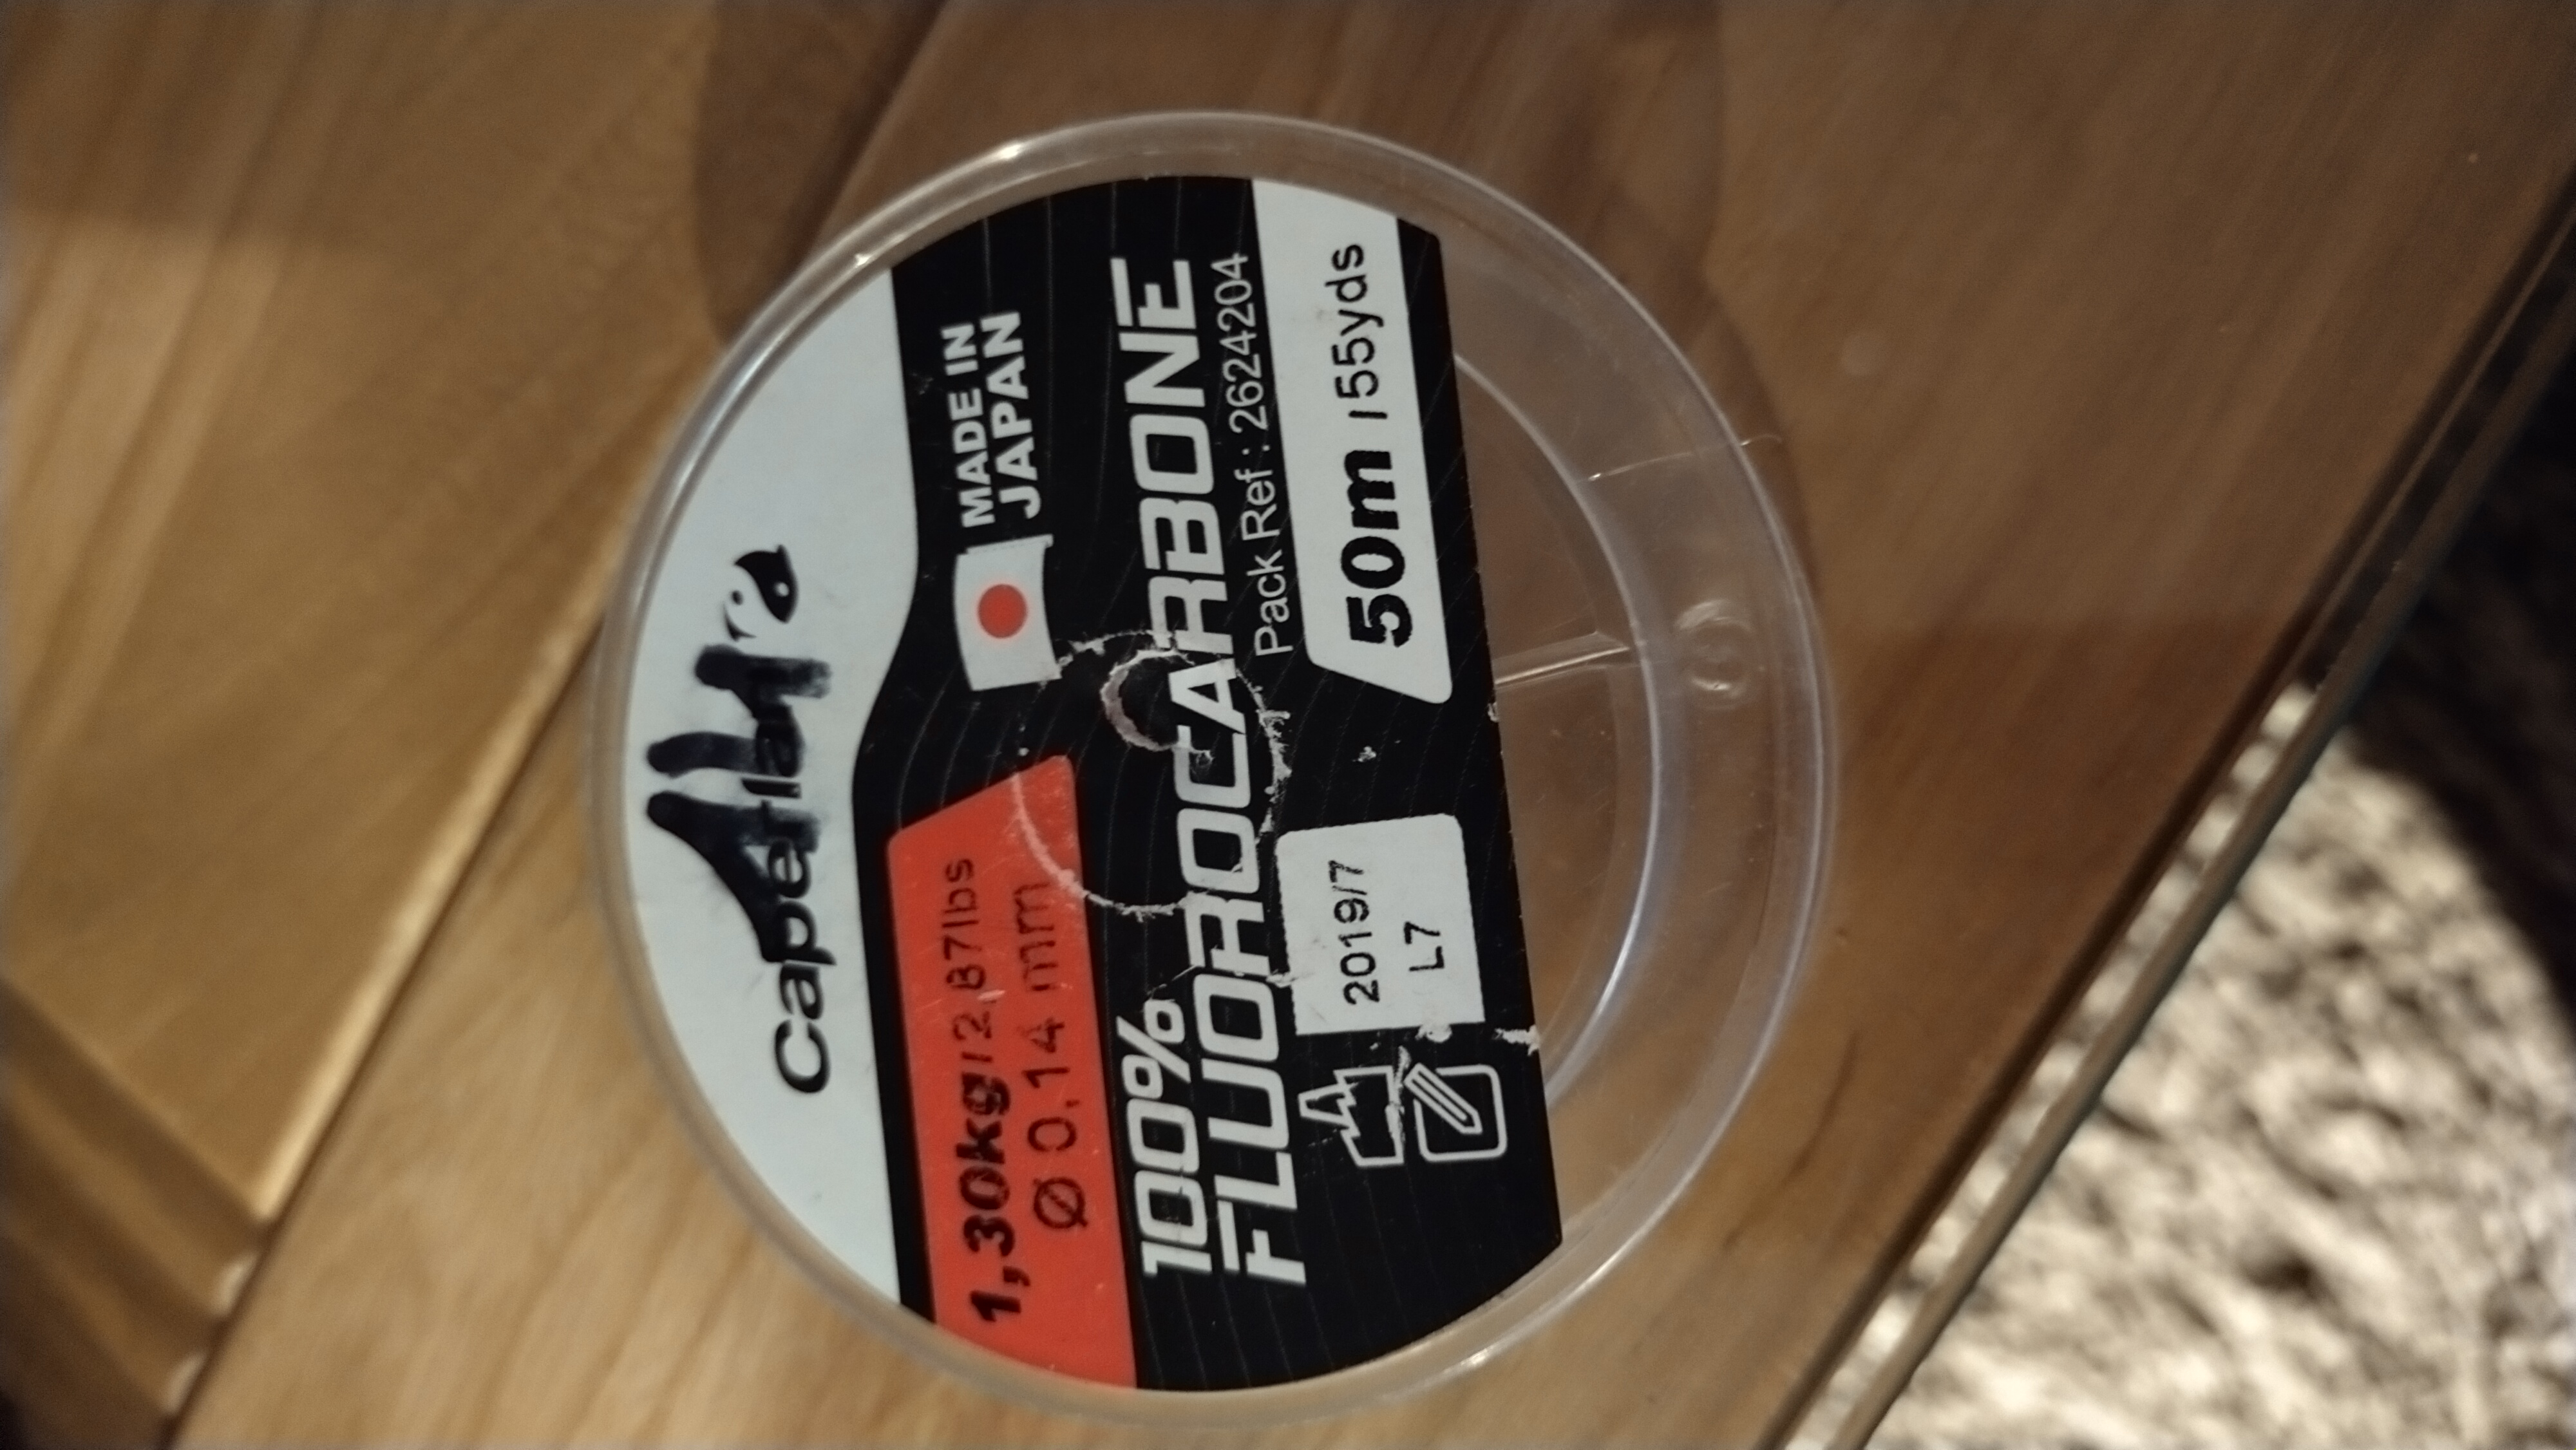 Caperlan
1,30kg | 2,87lbs
Ø 0,14 mm
MADE IN
JAPAN
100%
FLUOROCARBONE
Pack Ref : 2624204
2019/7
L7
50m | 55yds